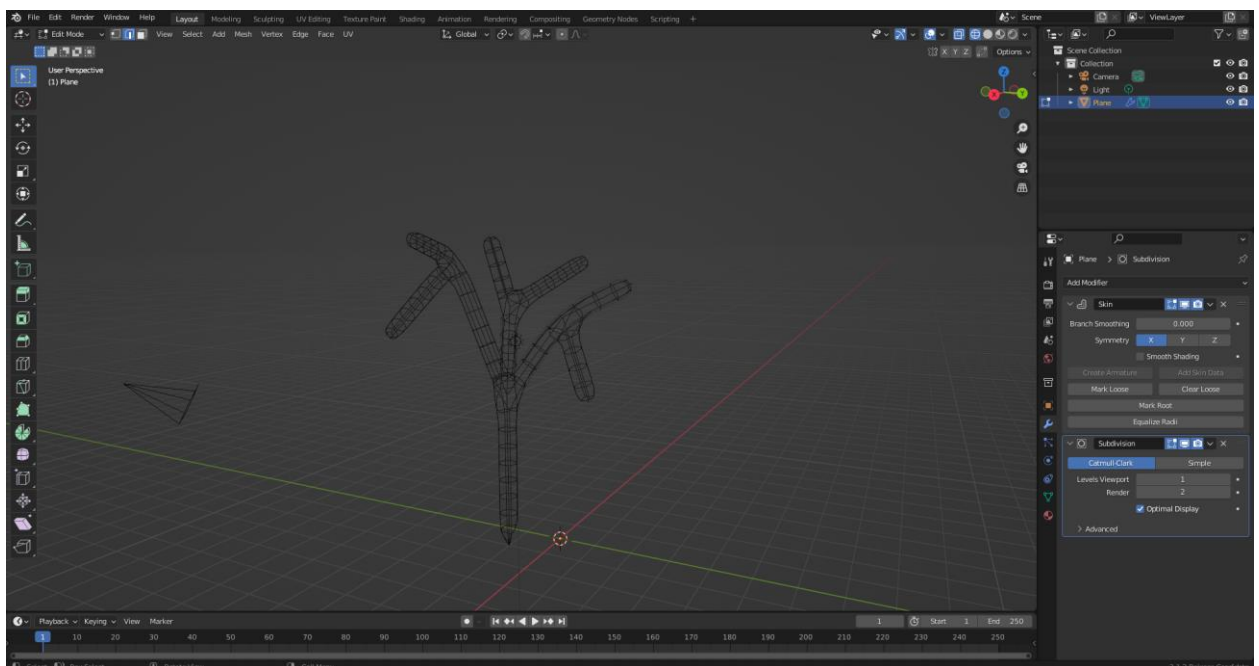 File Edit Render Window Help Layout Modeling Sculpting UV Editing Texture Paint Shading Animation Rendering Compositing Geometry Nodes Scripting + Scene ViewLayer
Edit Mode View Select Add Mesh Vertex Edge Face UV Global
X Y Z Options
User Perspective
(1) Plane
Z
X
Y
Scene Collection
Collection
Camera
Light
Plane
Plane > Subdivision
Add Modifier
Skin
Branch Smoothing 0.000
Symmetry X Y Z
Smooth Shading
Create Armature Add Skin Data
Mark Loose Clear Loose
Mark Root
Equalize Radii
Subdivision
Catmull-Clark Simple
Levels Viewport 1
Render 2
Optimal Display
> Advanced
Playback Keying View Marker 1 Start 1 End 250
1 10 20 30 40 50 60 70 80 90 100 110 120 130 140 150 160 170 180 190 200 210 220 230 240 250